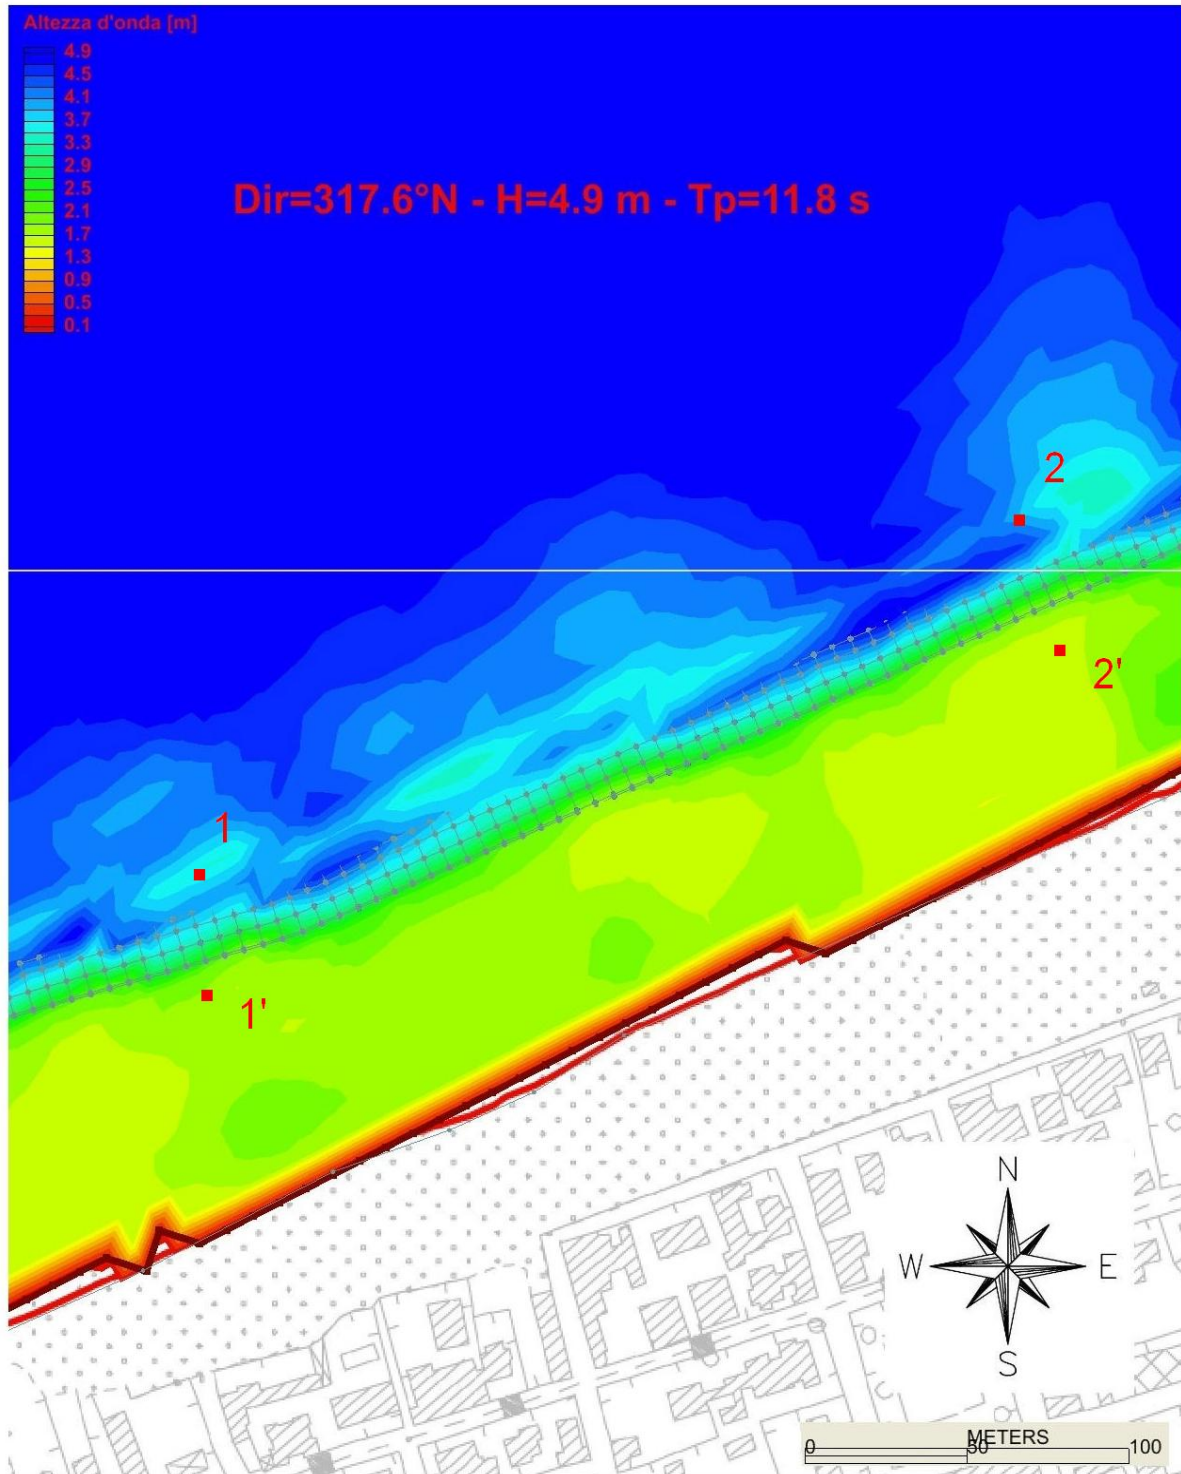 Altezza d'onda [m]
4.9
4.5
4.1
3.7
3.3
2.9
2.5
2.1
1.7
1.3
0.9
0.5
0.1
Dir=317.6°N - H=4.9 m - Tp=11.8 s
2
2'
1
1'
N
W E
S
METERS
0 50 100